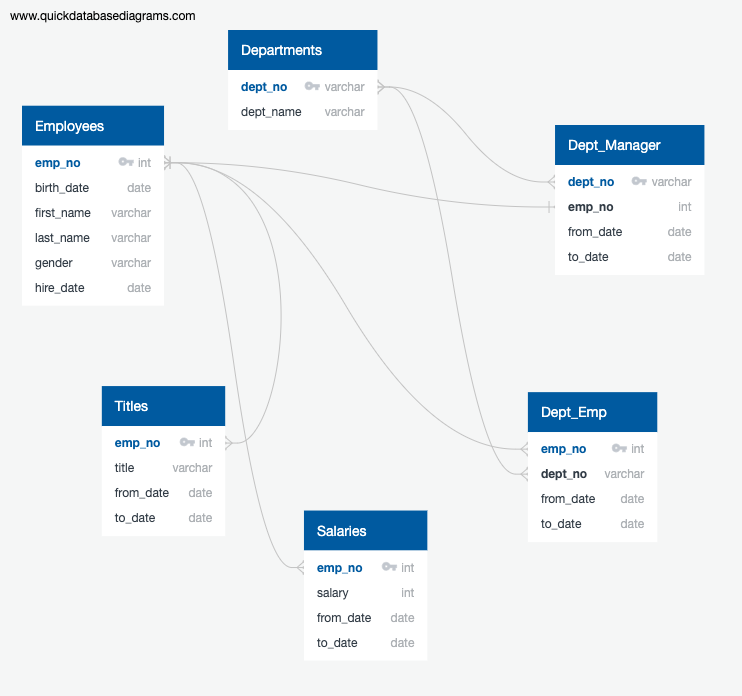 www.quickdatabasediagrams.com
Departments
dept_no varchar
dept_name varchar
Employees
emp_no int
birth_date date
first_name varchar
last_name varchar
gender varchar
hire_date date
Dept_Manager
dept_no varchar
emp_no int
from_date date
to_date date
Titles
emp_no int
title varchar
from_date date
to_date date
Dept_Emp
emp_no int
dept_no varchar
from_date date
to_date date
Salaries
emp_no int
salary int
from_date date
to_date date